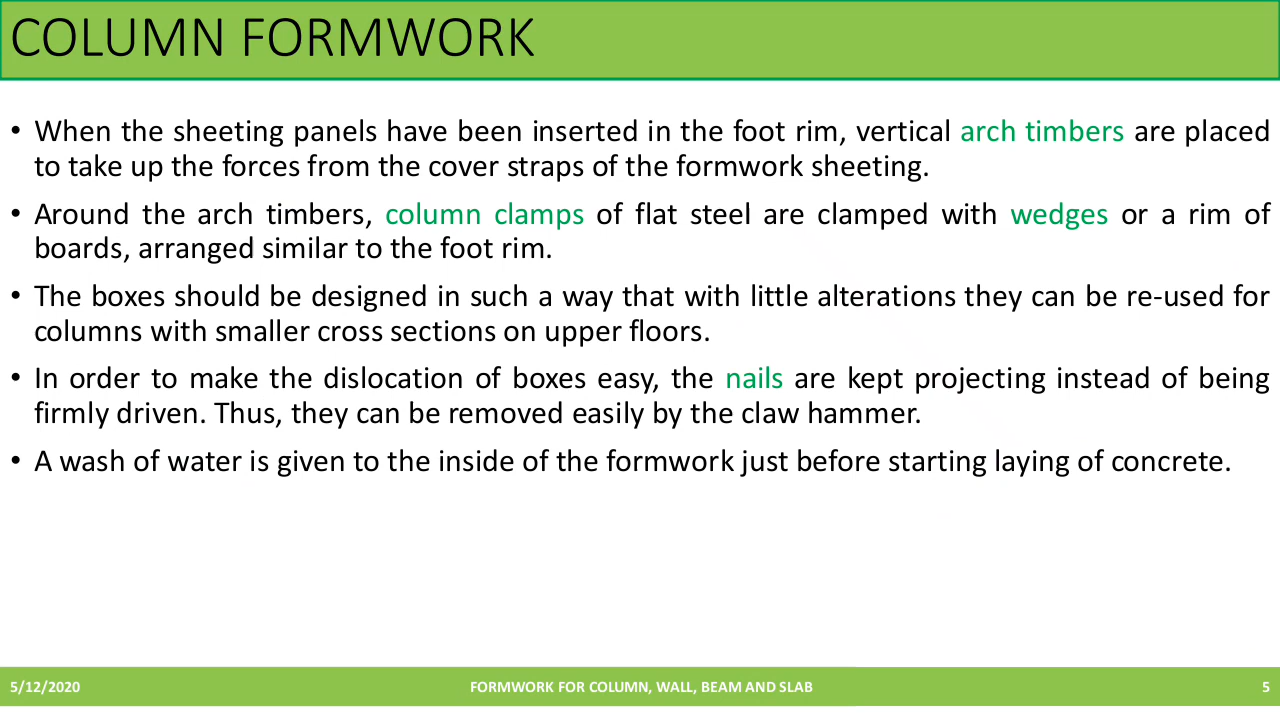 COLUMN FORMWORK
• When the sheeting panels have been inserted in the foot rim, vertical arch timbers are placed
to take up the forces from the cover straps of the formwork sheeting.
• Around the arch timbers, column clamps of flat steel are clamped with wedges or a rim of
boards, arranged similar to the foot rim.
• The boxes should be designed in such a way that with little alterations they can be re-used for
columns with smaller cross sections on upper floors.
• In order to make the dislocation of boxes easy, the nails are kept projecting instead of being
firmly driven. Thus, they can be removed easily by the claw hammer.
• A wash of water is given to the inside of the formwork just before starting laying of concrete.
5/12/2020 FORMWORK FOR COLUMN, WALL, BEAM AND SLAB 5